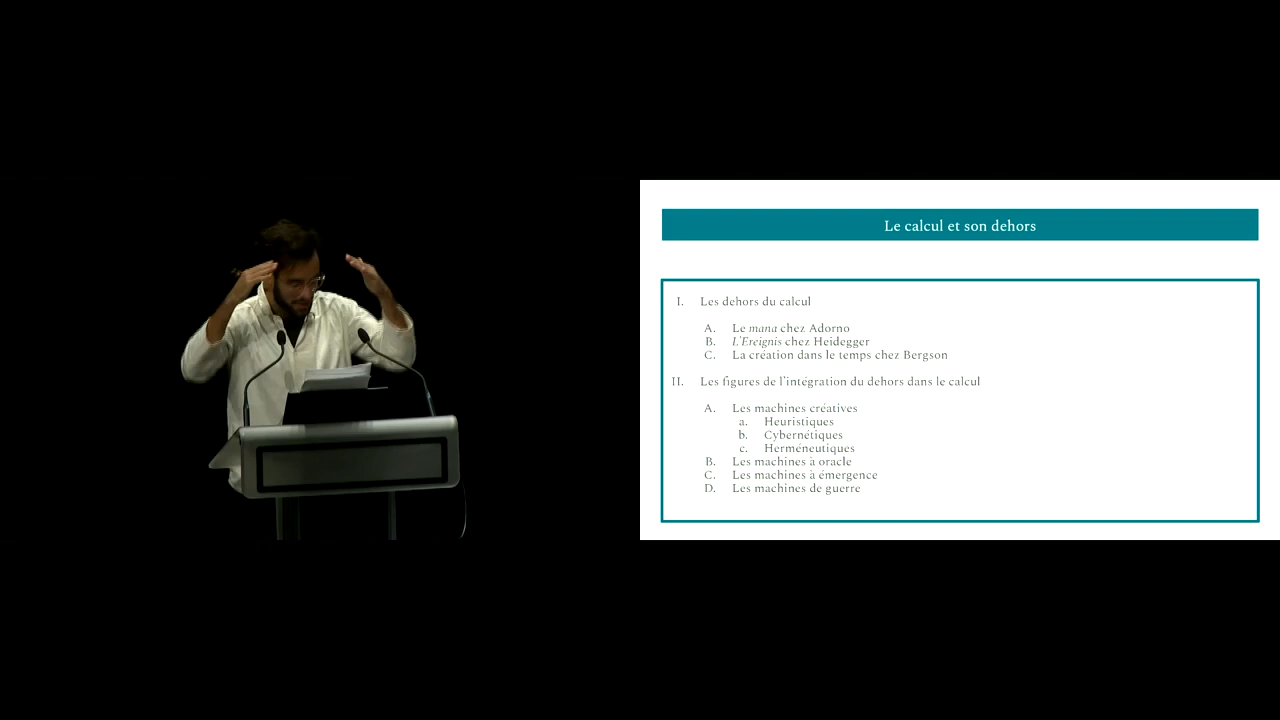 Le calcul et son dehors
I. Les dehors du calcul
A. Le mana chez Adorno
B. L'Ereignis chez Heidegger
C. La création dans le temps chez Bergson
II. Les figures de l'intégration du dehors dans le calcul
A. Les machines créatives
a. Heuristiques
b. Cybernétiques
c. Herméneutiques
B. Les machines à oracle
C. Les machines à émergence
D. Les machines de guerre